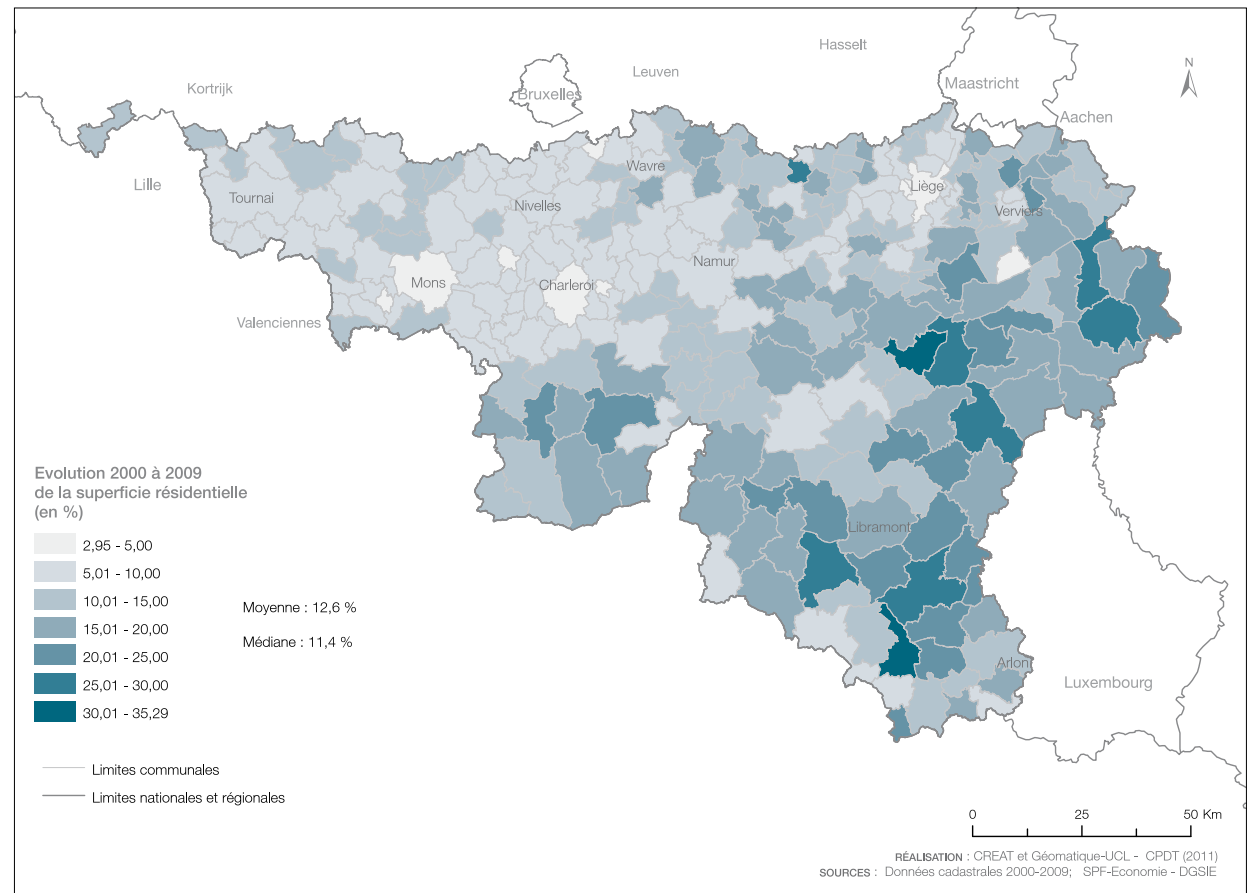 Hasselt
Leuven
Maastricht
N
Kortrijk
Bruxelles
Aachen
Wavre
Lille
Liège
Tournai
Nivelles
Verviers
Namur
Mons
Charleroi
Valenciennes
Evolution 2000 à 2009
de la superficie résidentielle
(en %)
Libramont
2,95 - 5,00
5,01 - 10,00
10,01 - 15,00
15,01 - 20,00
20,01 - 25,00
25,01 - 30,00
30,01 - 35,29
Moyenne : 12,6 %
Médiane : 11,4 %
Arlon
Luxembourg
Limites communales
Limites nationales et régionales
0 25 50 Km
RÉALISATION : CREAT et Géomatique-UCL - CPDT (2011)
SOURCES : Données cadastrales 2000-2009; SPF-Economie - DGSIE